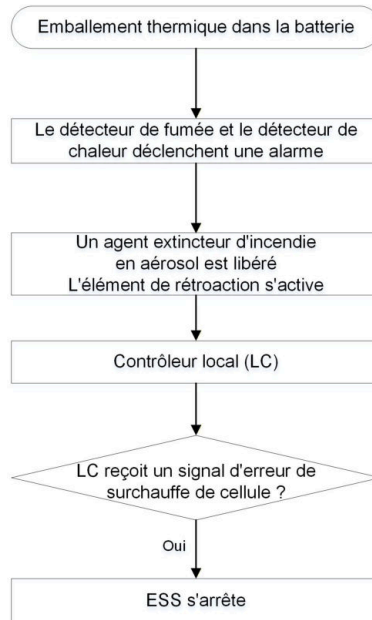 Emballement thermique dans la batterie
Le détecteur de fumée et le détecteur de
chaleur déclenchent une alarme
Un agent extincteur d'incendie
en aérosol est libéré
L'élément de rétroaction s'active
Contrôleur local (LC)
LC reçoit un signal d'erreur de
surchauffe de cellule ?
Oui
ESS s'arrête